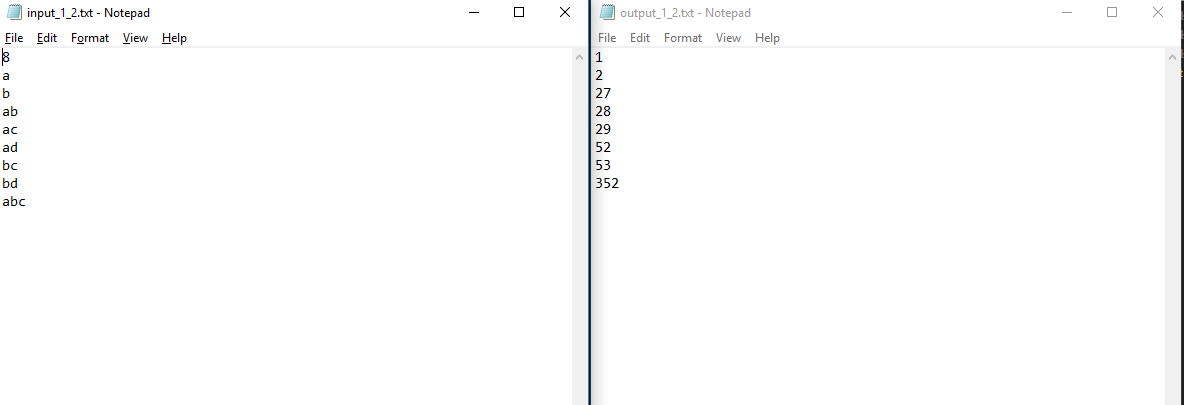 input_1_2.txt - Notepad
File Edit Format View Help
8
a
b
ab
ac
ad
bc
bd
abc
output_1_2.txt - Notepad
File Edit Format View Help
1
2
27
28
29
52
53
352